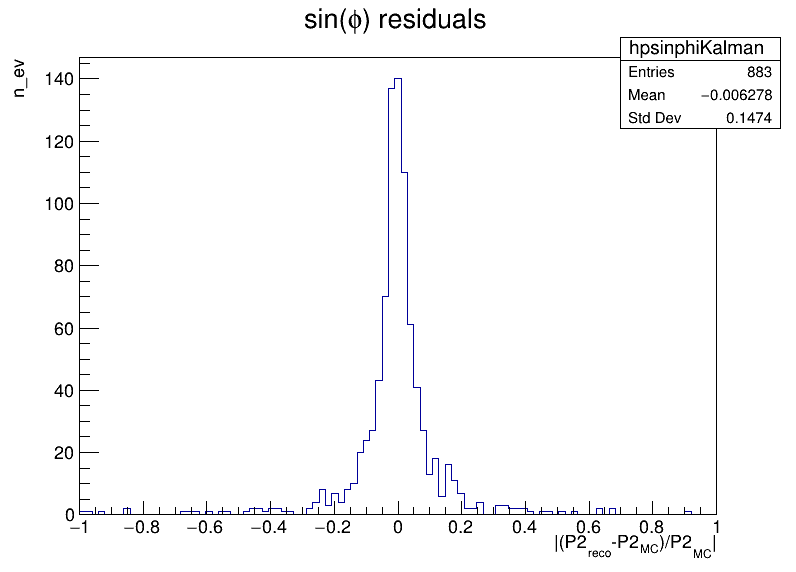 sin(ϕ) residuals
hpsinphiKalman
Entries 883
Mean −0.006278
Std Dev 0.1474
n_ev
140
120
100
80
60
40
20
0
−1 −0.8 −0.6 −0.4 −0.2 0 0.2 0.4 0.6 0.8 1
|(P2reco-P2MC)/P2MC|